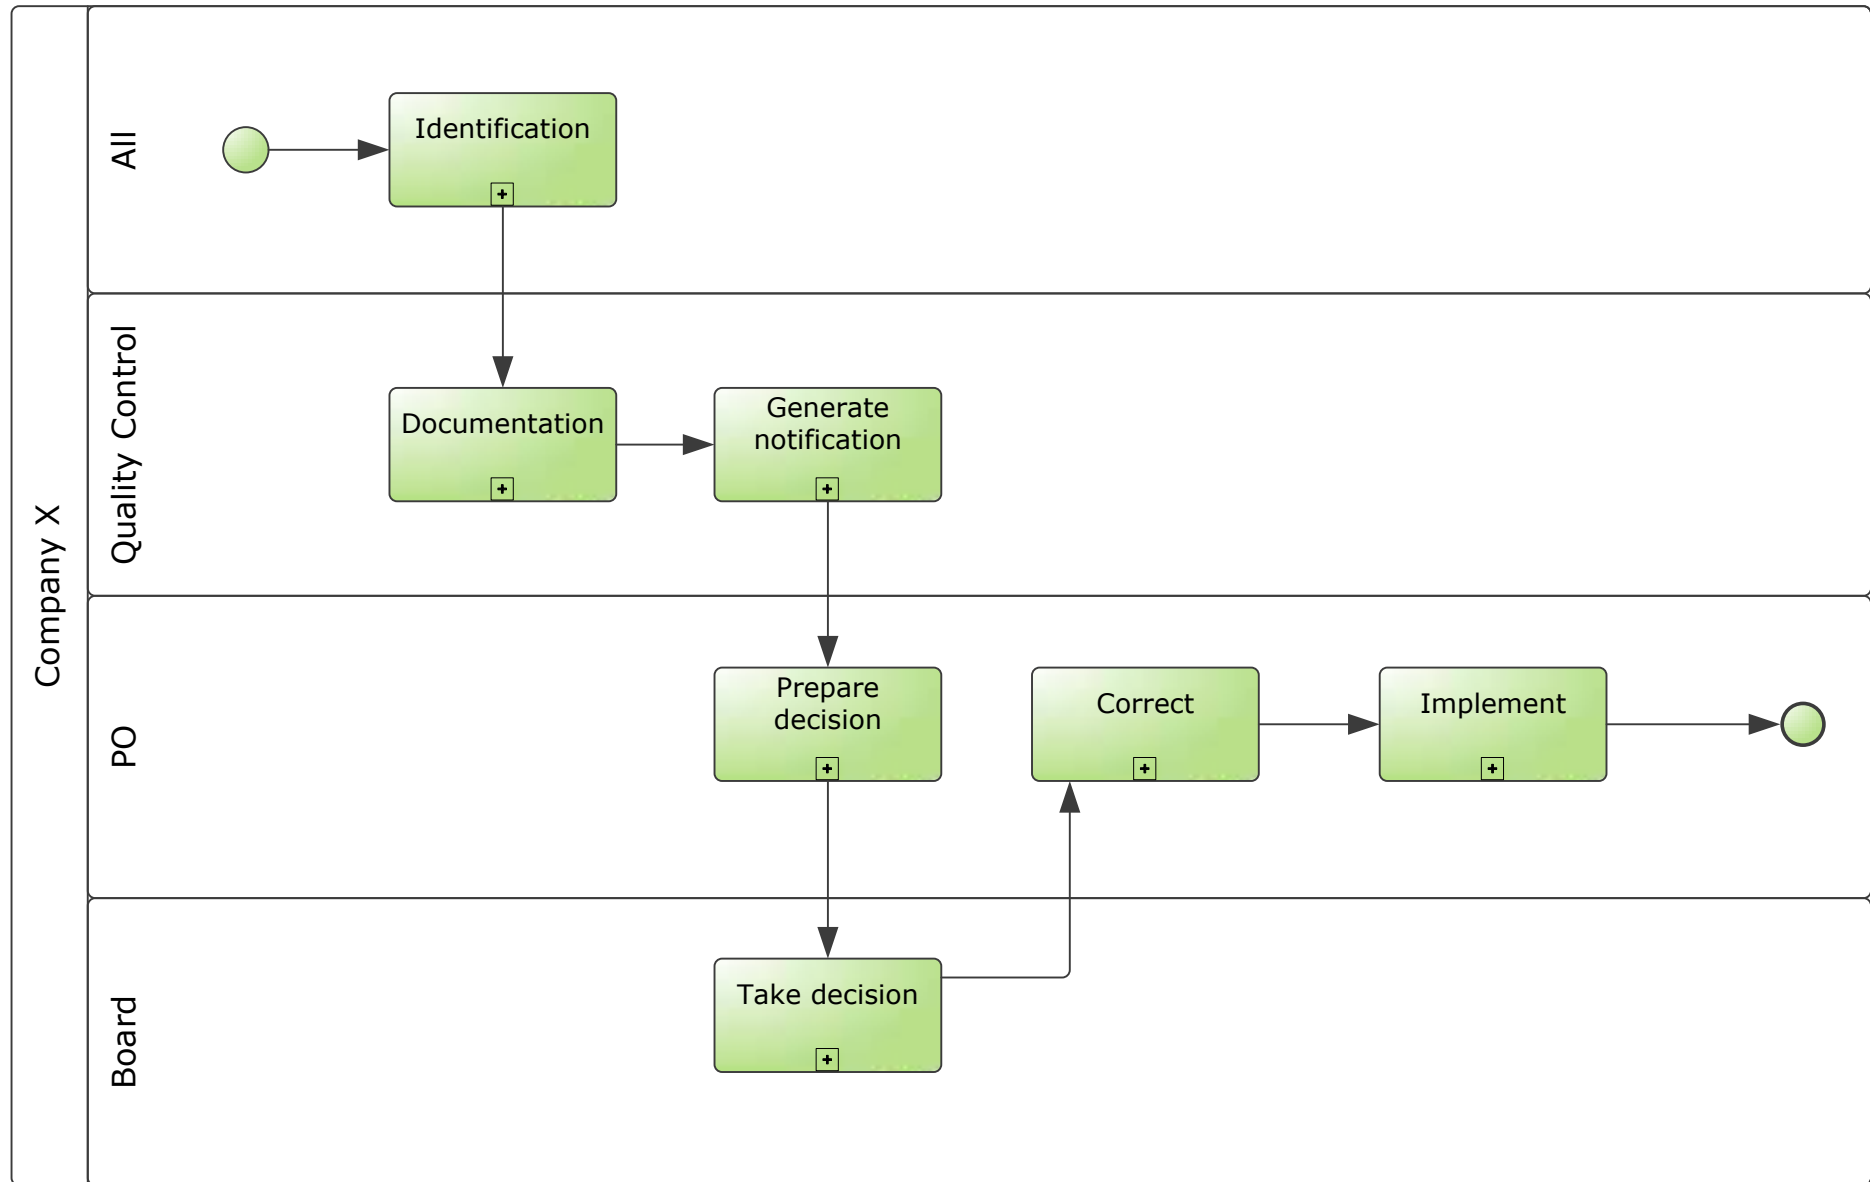 Company X
All
Identification
Quality Control
Documentation
Generate
notification
PO
Prepare
decision
Correct
Implement
Board
Take decision